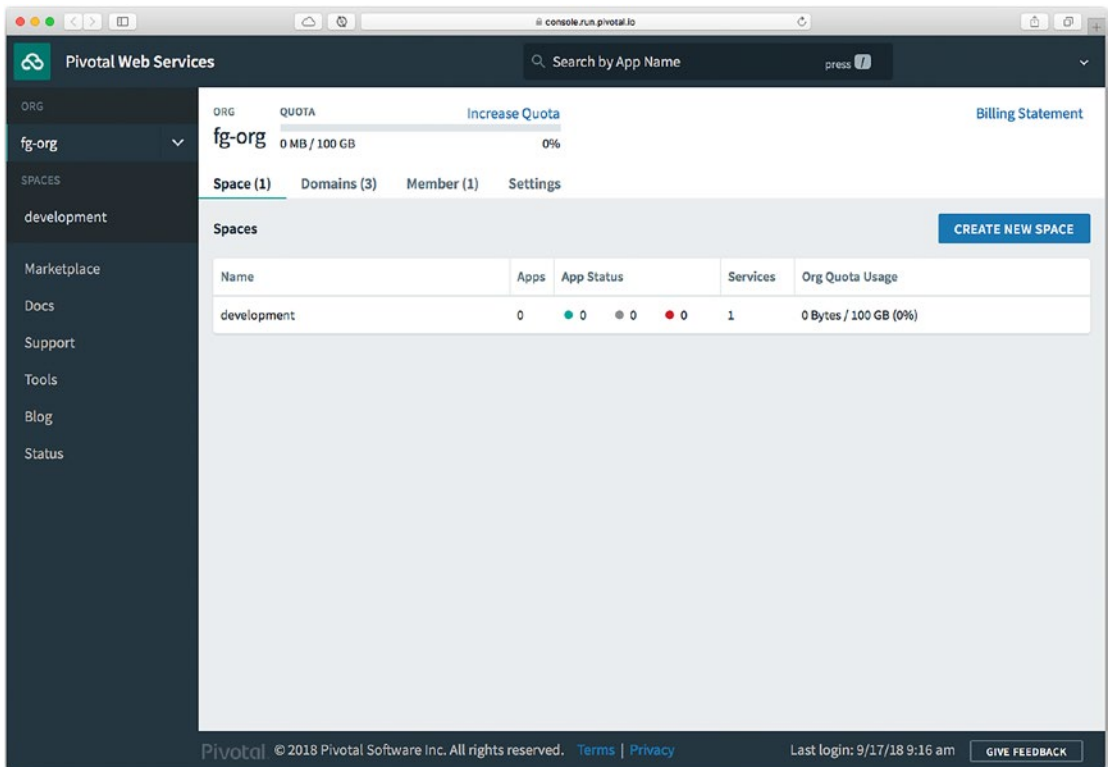 console.run.pivotal.io
Pivotal Web Services
Search by App Name
press /
ORG
fg-org
SPACES
development
Marketplace
Docs
Support
Tools
Blog
Status
ORG QUOTA Increase Quota Billing Statement
fg-org 0 MB / 100 GB 0%
Space (1) Domains (3) Member (1) Settings
Spaces CREATE NEW SPACE
Name Apps App Status Services Org Quota Usage
development 0 0 0 0 1 0 Bytes / 100 GB (0%)
Pivotal © 2018 Pivotal Software Inc. All rights reserved. Terms | Privacy Last login: 9/17/18 9:16 am GIVE FEEDBACK